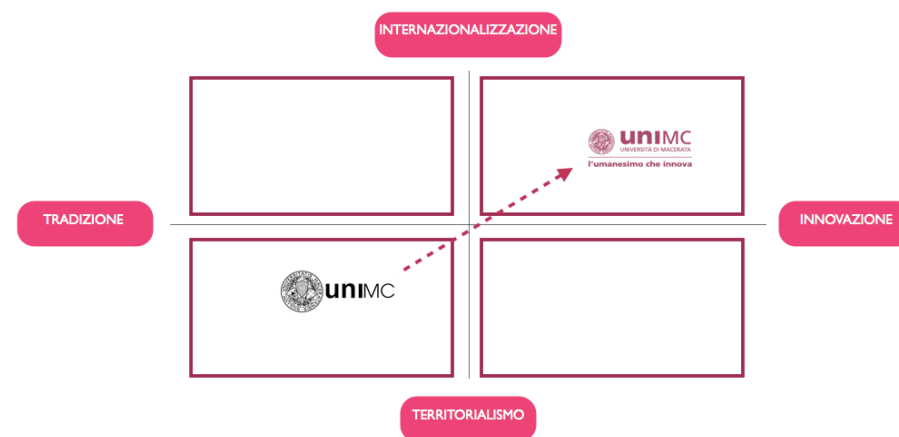 INTERNAZIONALIZZAZIONE
unIMC
UNIVERSITÀ DI MACERATA
l'umanesimo che innova
TRADIZIONE
INNOVAZIONE
unIMC
TERRITORIALISMO